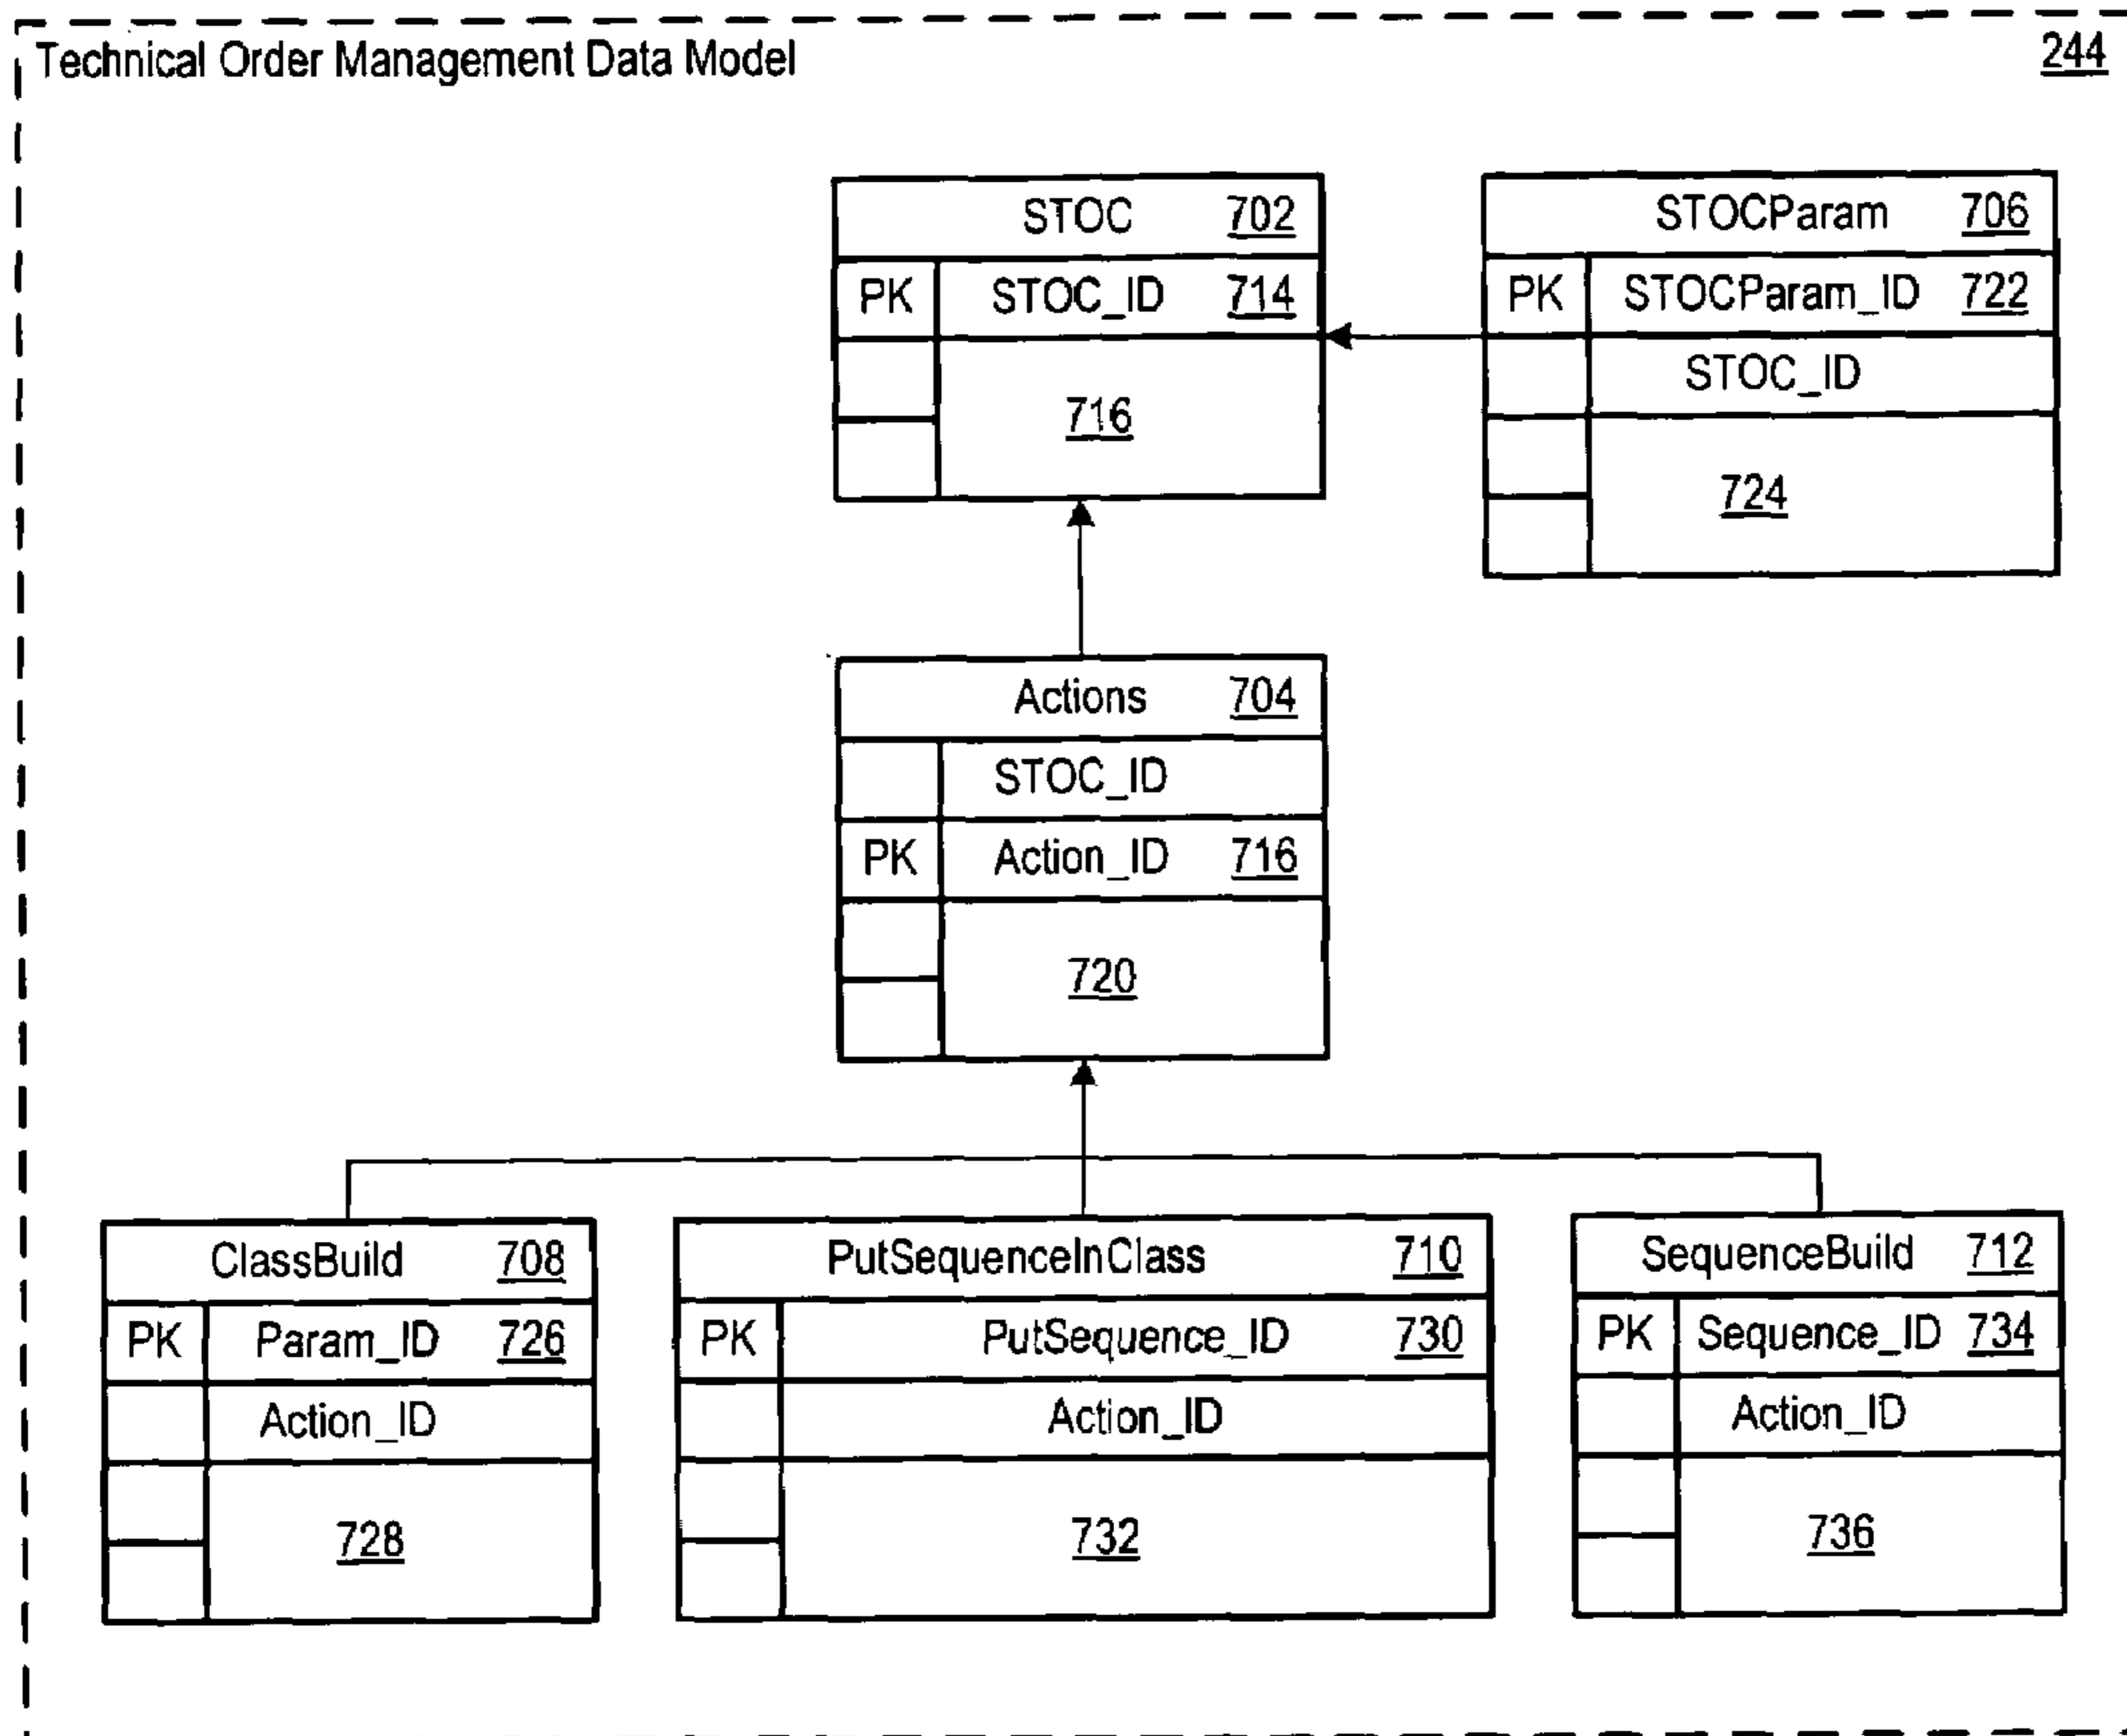 Technical Order Management Data Model 244
STOC 702
PK STOC_ID 714
716
STOCParam 706
PK STOCParam_ID 722
STOC_ID
724
Actions 704
STOC_ID
PK Action_ID 716
720
ClassBuild 708
PK Param_ID 726
Action_ID
728
PutSequenceInClass 710
PK PutSequence_ID 730
Action_ID
732
SequenceBuild 712
PK Sequence_ID 734
Action_ID
736